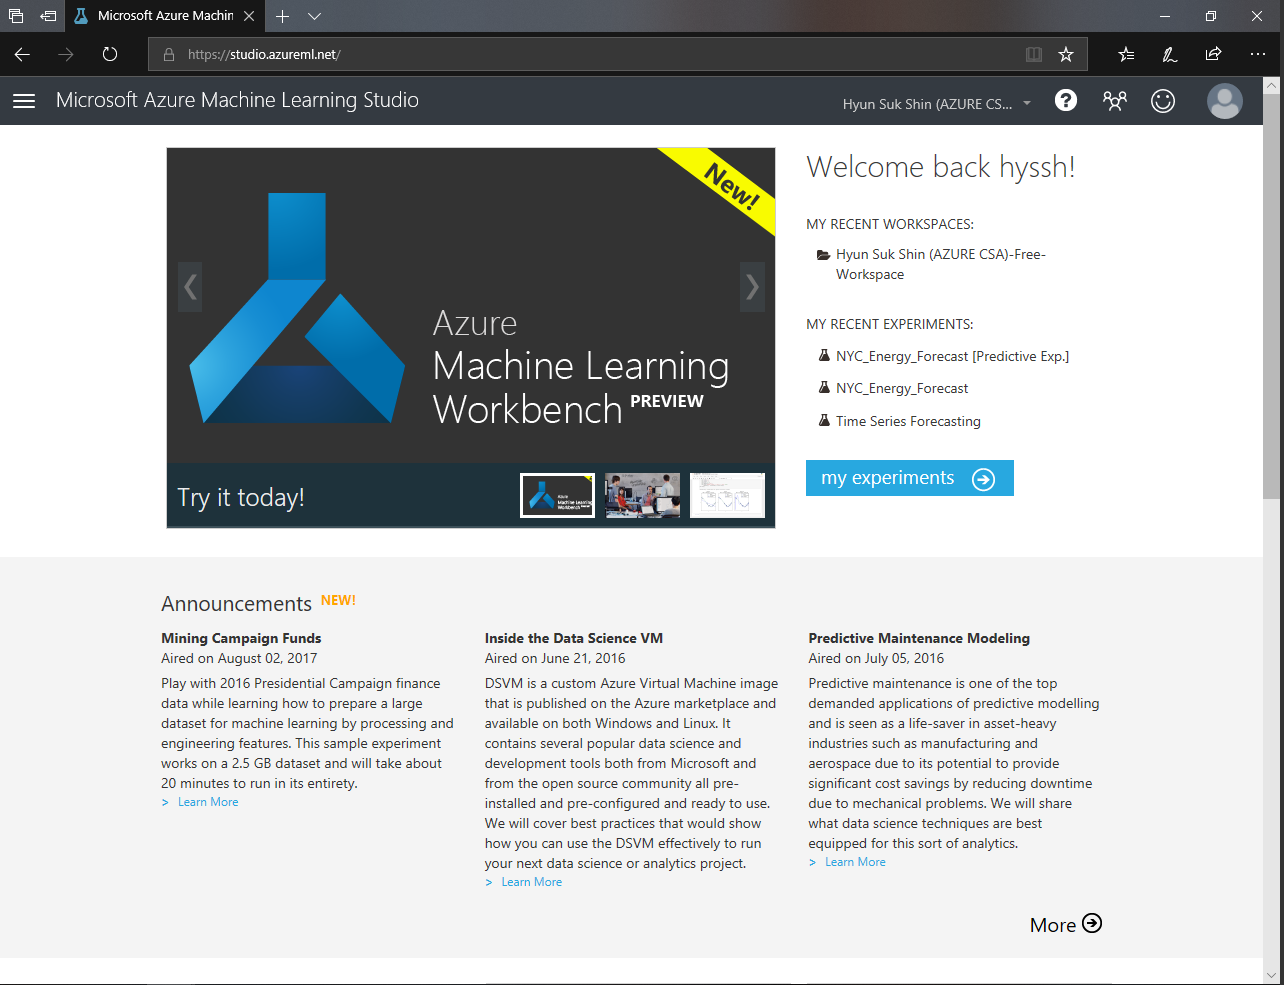 Microsoft Azure Machin
https://studio.azureml.net/
Microsoft Azure Machine Learning Studio
Hyun Suk Shin (AZURE CS...
New!
Azure
Machine Learning
Workbench PREVIEW
Try it today!
Azure
Machine Learning
Workbench
Welcome back hyssh!
MY RECENT WORKSPACES:
Hyun Suk Shin (AZURE CSA)-Free-
Workspace
MY RECENT EXPERIMENTS:
NYC_Energy_Forecast [Predictive Exp.]
NYC_Energy_Forecast
Time Series Forecasting
my experiments
Announcements NEW!
Mining Campaign Funds
Aired on August 02, 2017
Play with 2016 Presidential Campaign finance
data while learning how to prepare a large
dataset for machine learning by processing and
engineering features. This sample experiment
works on a 2.5 GB dataset and will take about
20 minutes to run in its entirety.
> Learn More
Inside the Data Science VM
Aired on June 21, 2016
DSVM is a custom Azure Virtual Machine image
that is published on the Azure marketplace and
available on both Windows and Linux. It
contains several popular data science and
development tools both from Microsoft and
from the open source community all pre-
installed and pre-configured and ready to use.
We will cover best practices that would show
how you can use the DSVM effectively to run
your next data science or analytics project.
> Learn More
Predictive Maintenance Modeling
Aired on July 05, 2016
Predictive maintenance is one of the top
demanded applications of predictive modelling
and is seen as a life-saver in asset-heavy
industries such as manufacturing and
aerospace due to its potential to provide
significant cost savings by reducing downtime
due to mechanical problems. We will share
what data science techniques are best
equipped for this sort of analytics.
> Learn More
More